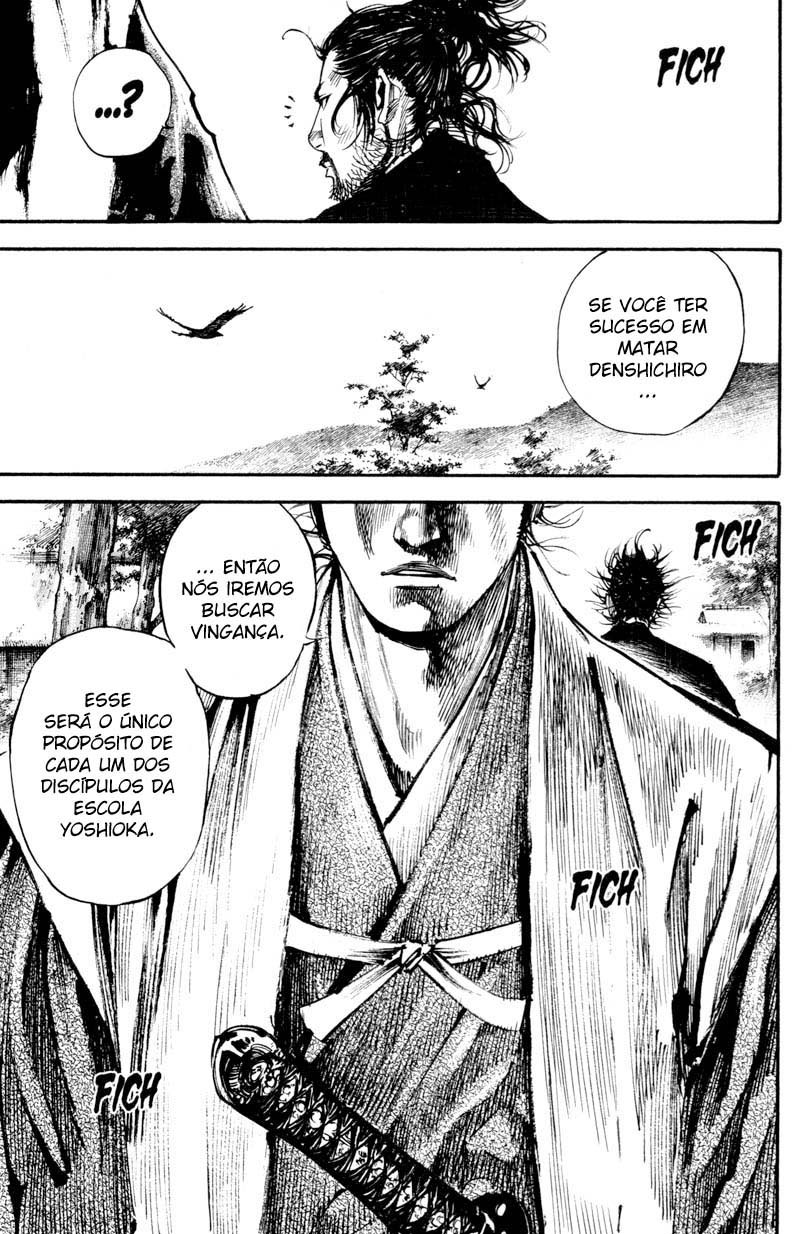 FICH
...?
SE VOCÊ TER
SUCESSO EM
MATAR
DENSHICHIRO
...
FICH
... ENTÃO
NÓS IREMOS
BUSCAR
VINGANÇA.
ESSE
SERÁ O ÚNICO
PROPÓSITO DE
CADA UM DOS
DISCÍPULOS DA
ESCOLA
YOSHIOKA.
FICH
FICH